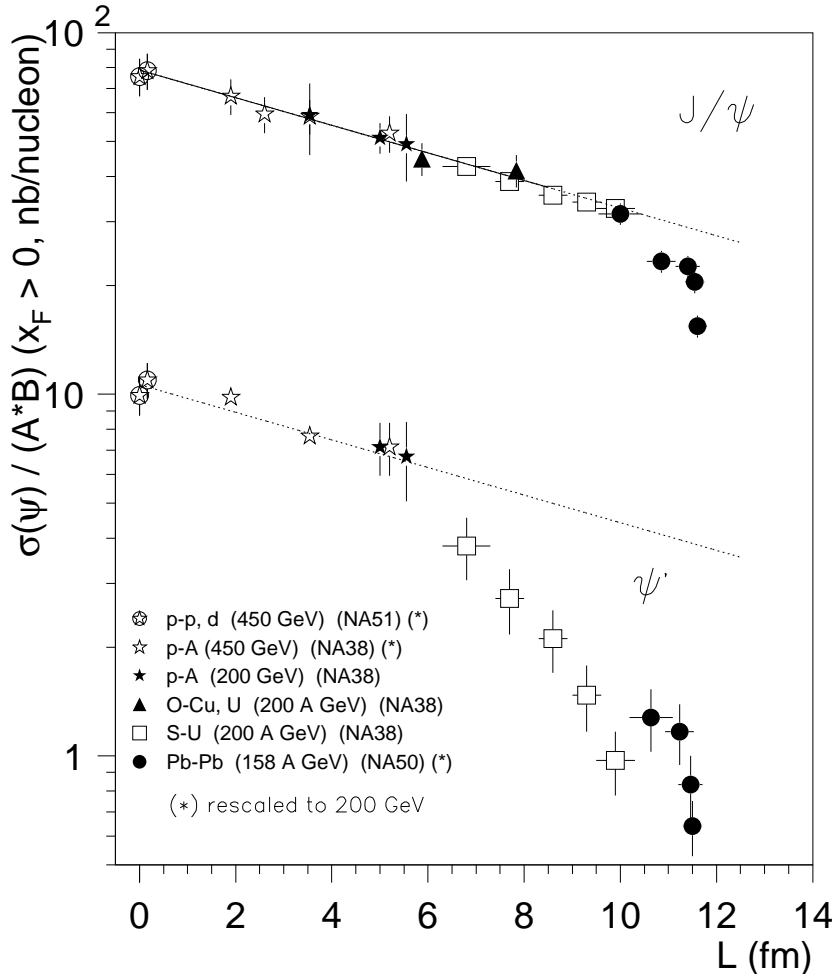 σ(ψ) / (A*B) (x_F > 0, nb/nucleon)
10²
10
1
J/ψ
ψ'
p-p, d (450 GeV) (NA51) (*)
p-A (450 GeV) (NA38) (*)
p-A (200 GeV) (NA38)
O-Cu, U (200 A GeV) (NA38)
S-U (200 A GeV) (NA38)
Pb-Pb (158 A GeV) (NA50) (*)
(*) rescaled to 200 GeV
0 2 4 6 8 10 12 14
L (fm)